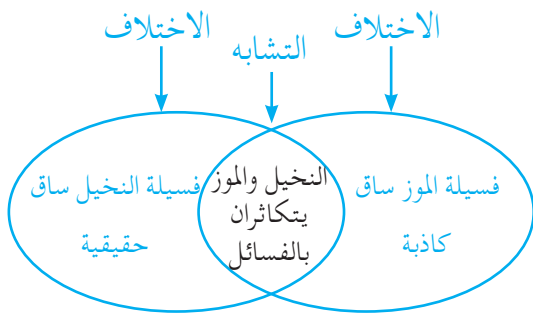 الاختلاف
التشابه
الاختلاف
فسيلة الموز ساق
كاذبة
النخيل والموز
يتكاثران
بالفسائل
فسيلة النخيل ساق
حقيقية